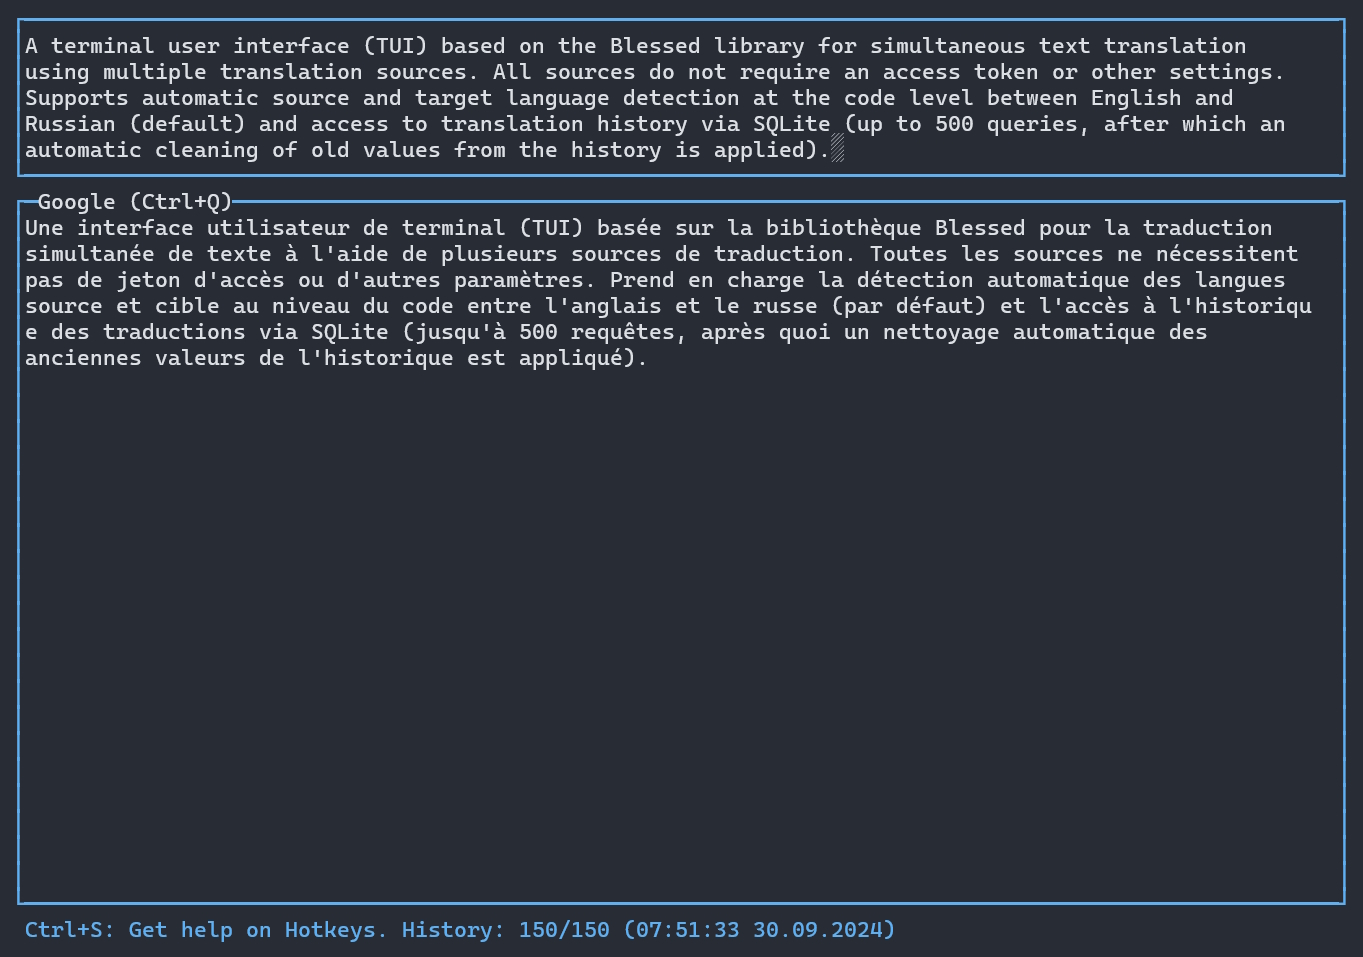 A terminal user interface (TUI) based on the Blessed library for simultaneous text translation
using multiple translation sources. All sources do not require an access token or other settings.
Supports automatic source and target language detection at the code level between English and
Russian (default) and access to translation history via SQLite (up to 500 queries, after which an
automatic cleaning of old values from the history is applied).
Google (Ctrl+Q)
Une interface utilisateur de terminal (TUI) basée sur la bibliothèque Blessed pour la traduction
simultanée de texte à l'aide de plusieurs sources de traduction. Toutes les sources ne nécessitent
pas de jeton d'accès ou d'autres paramètres. Prend en charge la détection automatique des langues
source et cible au niveau du code entre l'anglais et le russe (par défaut) et l'accès à l'historiqu
e des traductions via SQLite (jusqu'à 500 requêtes, après quoi un nettoyage automatique des
anciennes valeurs de l'historique est appliqué).
Ctrl+S: Get help on Hotkeys. History: 150/150 (07:51:33 30.09.2024)